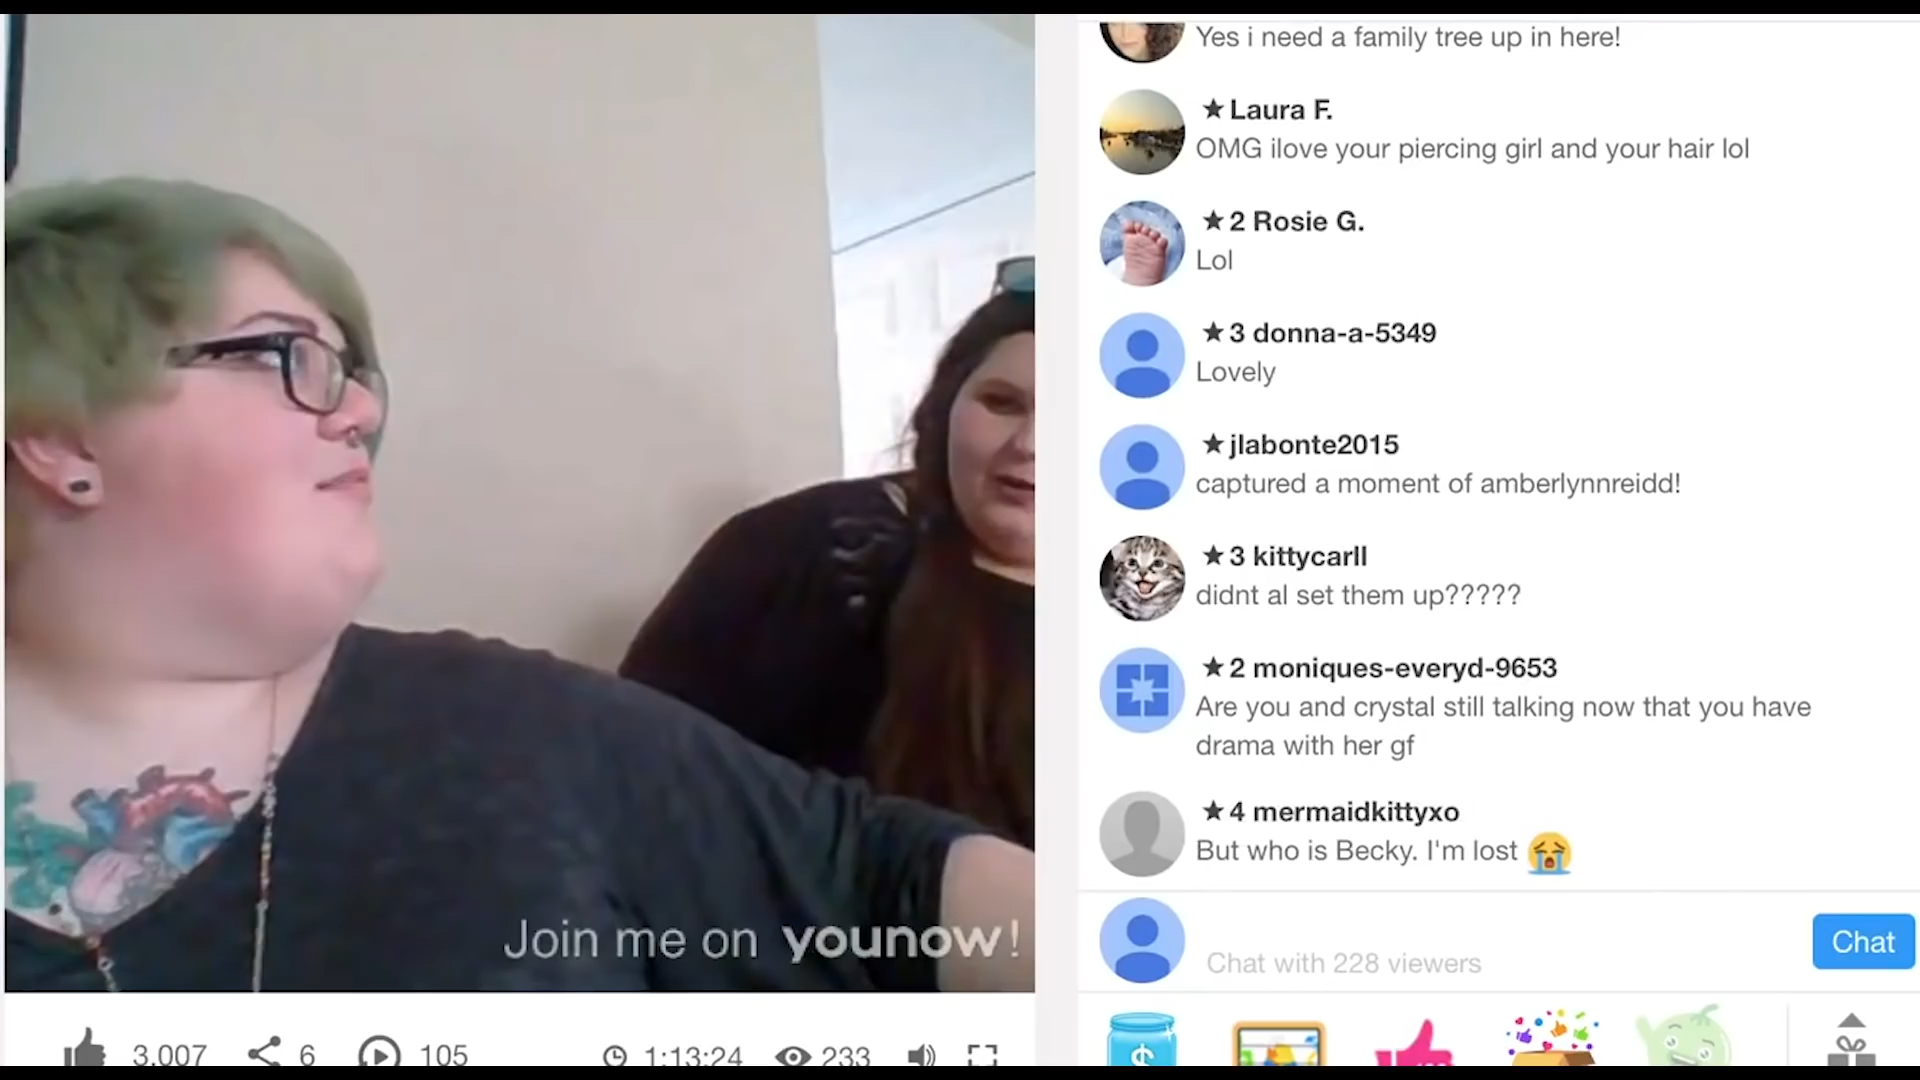 Yes i need a family tree up in here!
★ Laura F.
OMG ilove your piercing girl and your hair lol
★ 2 Rosie G.
Lol
★ 3 donna-a-5349
Lovely
★ jlabonte2015
captured a moment of amberlynnreidd!
★ 3 kittycarll
didnt al set them up?????
★ 2 moniques-everyd-9653
Are you and crystal still talking now that you have
drama with her gf
★ 4 mermaidkittyxo
But who is Becky. I'm lost 😭
Join me on younow!
Chat with 228 viewers
Chat
3,007 6 105 1:13:24 233